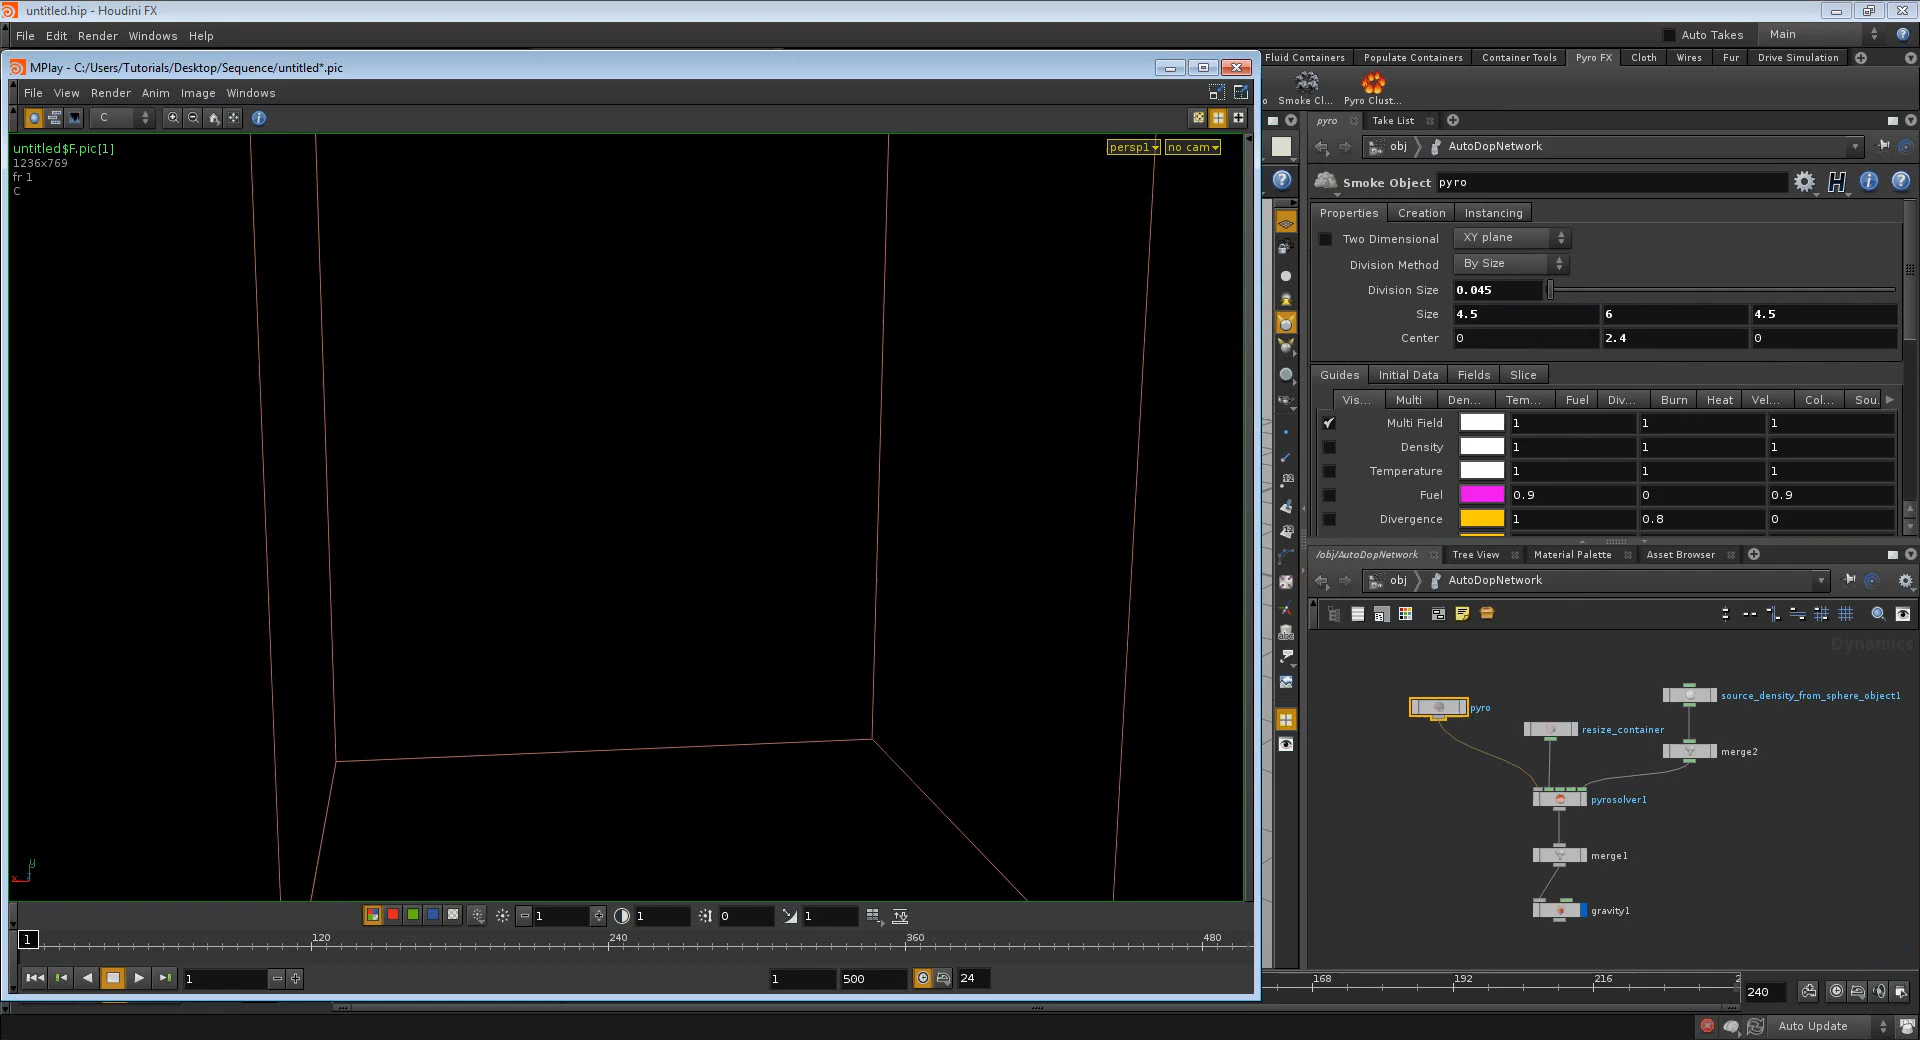 untitled.hip - Houdini FX
File Edit Render Windows Help
Auto Takes Main
MPlay - C:/Users/Tutorials/Desktop/Sequence/untitled*.pic
Fluid Containers Populate Containers Container Tools Pyro FX Cloth Wires Fur Drive Simulation
File View Render Anim Image Windows
Smoke Cl... Pyro Clust...
C
pyro Take List
untitled$F.pic[1]
1236x769
fr 1
C
persp1 no cam
obj AutoDopNetwork
Smoke Object pyro
Properties Creation Instancing
Two Dimensional XY plane
Division Method By Size
Division Size 0.045
Size 4.5 6 4.5
Center 0 2.4 0
Guides Initial Data Fields Slice
Vis... Multi Den... Tem... Fuel Div... Burn Heat Vel... Col... Sou.
Multi Field 1 1 1
Density 1 1 1
Temperature 1 1 1
Fuel 0.9 0 0.9
Divergence 1 0.8 0
/obj/AutoDopNetwork Tree View Material Palette Asset Browser
obj AutoDopNetwork
Dynamics
source_density_from_sphere_object1
pyro
resize_container
merge2
pyrosolver1
merge1
gravity1
1 1 0 1
1 120 240 360 480
1 1 500 24
168 192 216 2
240
Auto Update